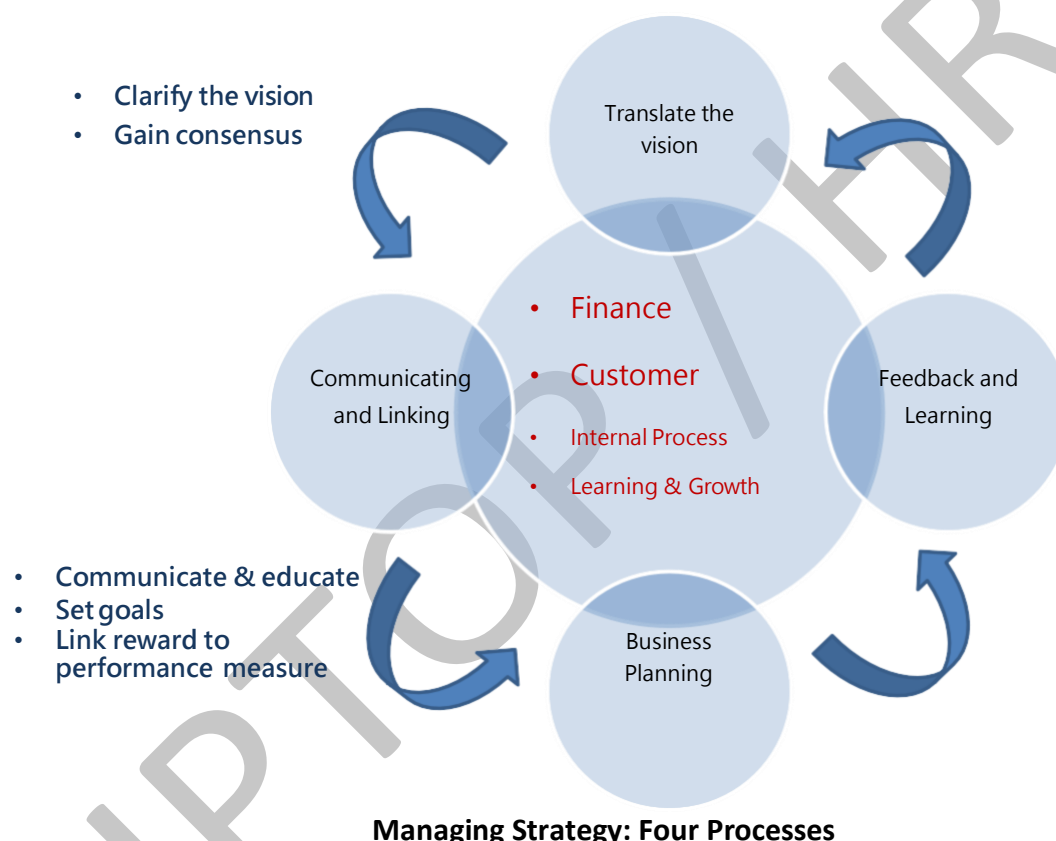 • Clarify the vision
• Gain consensus
Translate the
vision
• Finance
• Customer
• Internal Process
• Learning & Growth
Communicating
and Linking
Feedback and
Learning
• Communicate & educate
• Set goals
• Link reward to
performance measure
Business
Planning
Managing Strategy: Four Processes